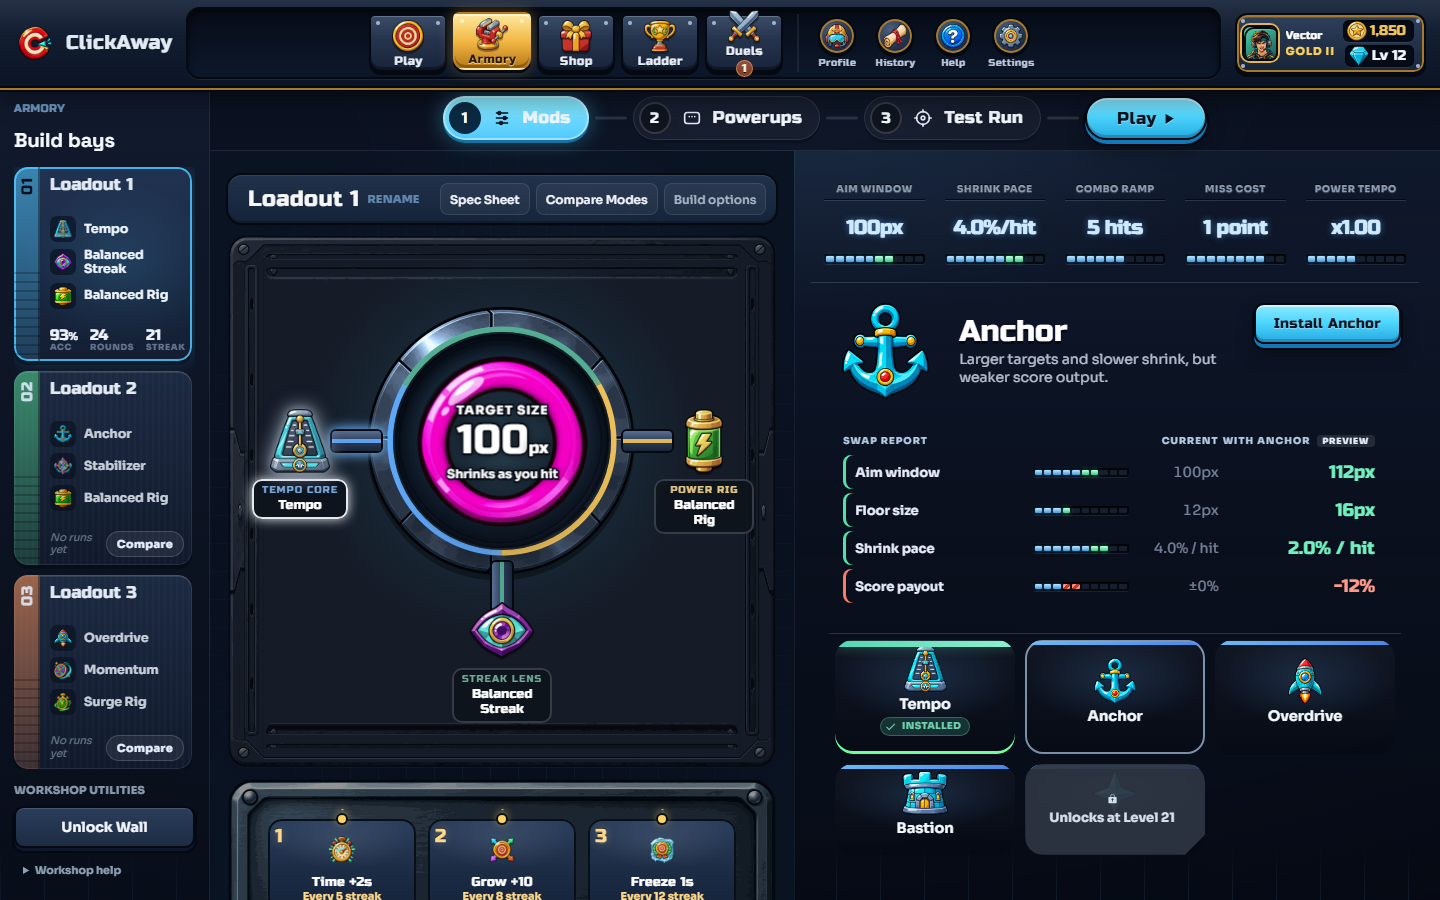 ClickAway
Play
Armory
Shop
Ladder
Duels
1
Profile
History
Help
Settings
Vector
GOLD II
1,850
Lv 12
ARMORY
Build bays
1 Mods
2 Powerups
3 Test Run
Play
01
Loadout 1
Tempo
Balanced
Streak
Balanced Rig
93% 24 21
ACC ROUNDS STREAK
02
Loadout 2
Anchor
Stabilizer
Balanced Rig
No runs
yet
Compare
03
Loadout 3
Overdrive
Momentum
Surge Rig
No runs
yet
Compare
WORKSHOP UTILITIES
Unlock Wall
Workshop help
Loadout 1 RENAME Spec Sheet Compare Modes Build options
TARGET SIZE
100px
Shrinks as you hit
TEMPO CORE
Tempo
POWER RIG
Balanced
Rig
STREAK LENS
Balanced
Streak
1
Time +2s
Every 5 streak
2
Grow +10
Every 8 streak
3
Freeze 1s
Every 12 streak
AIM WINDOW SHRINK PACE COMBO RAMP MISS COST POWER TEMPO
100px 4.0%/hit 5 hits 1 point x1.00
Anchor
Larger targets and slower shrink, but
weaker score output.
Install Anchor
SWAP REPORT CURRENT WITH ANCHOR PREVIEW
Aim window 100px 112px
Floor size 12px 16px
Shrink pace 4.0% / hit 2.0% / hit
Score payout ±0% -12%
Tempo
INSTALLED
Anchor
Overdrive
Bastion
Unlocks at Level 21